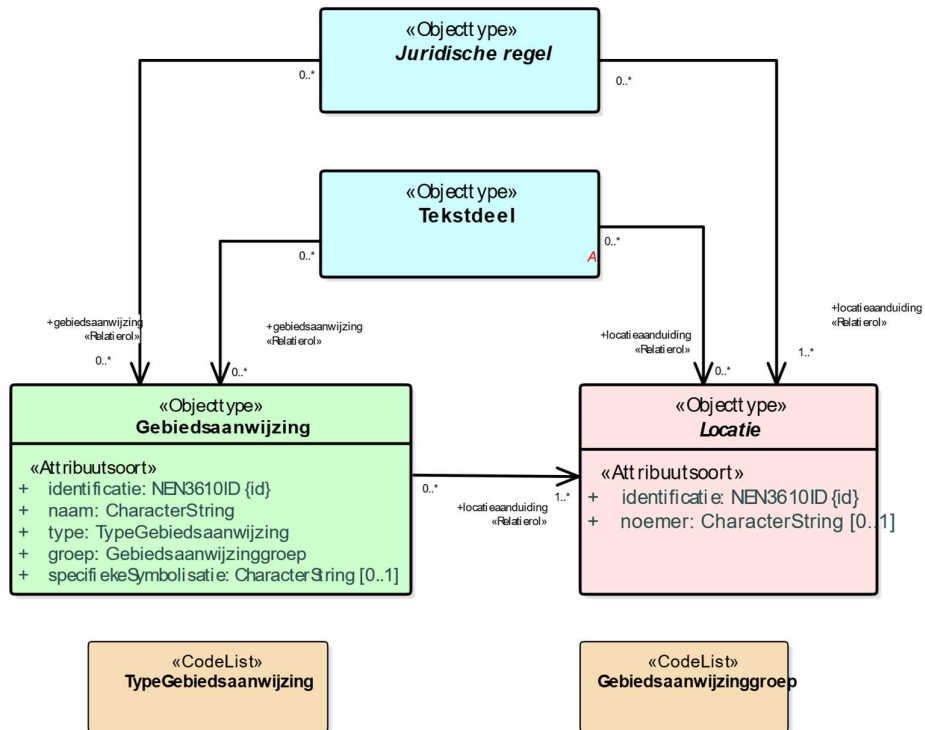 «Objecttype»
Juridische regel
0..*
0..*
«Objecttype»
Tekstdeel
0..*
0..*
A
+gebiedsaanwijzing
«Relatierol»
0..*
+gebiedsaanwijzing
«Relatierol»
0..*
+locatieaanduiding
«Relatierol»
0..*
+locatieaanduiding
«Relatierol»
1..*
«Objecttype»
Gebiedsaanwijzing
«Attribuutsoort»
+ identificatie: NEN3610ID {id}
+ naam: CharacterString
+ type: TypeGebiedsaanwijzing
+ groep: Gebiedsaanwijzinggroep
+ specifiekeSymbolisatie: CharacterString [0..1]
0..*
+locatieaanduiding
«Relatierol»
1..*
«Objecttype»
Locatie
«Attribuutsoort»
+ identificatie: NEN3610ID {id}
+ noemer: CharacterString [0..1]
«CodeList»
TypeGebiedsaanwijzing
«CodeList»
Gebiedsaanwijzinggroep